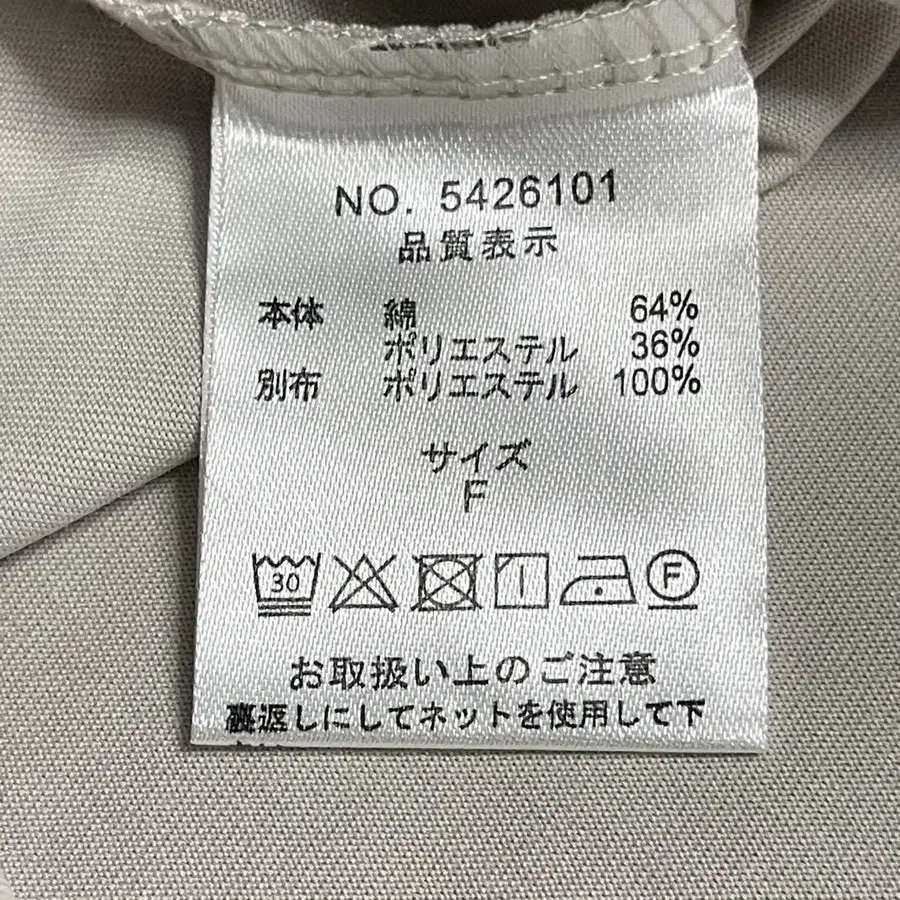 NO. 5426101
品質表示
本体 綿 64%
ポリエステル 36%
別布 ポリエステル 100%
サイズ
F
30 F
お取扱い上のご注意
裏返しにしてネットを使用して下